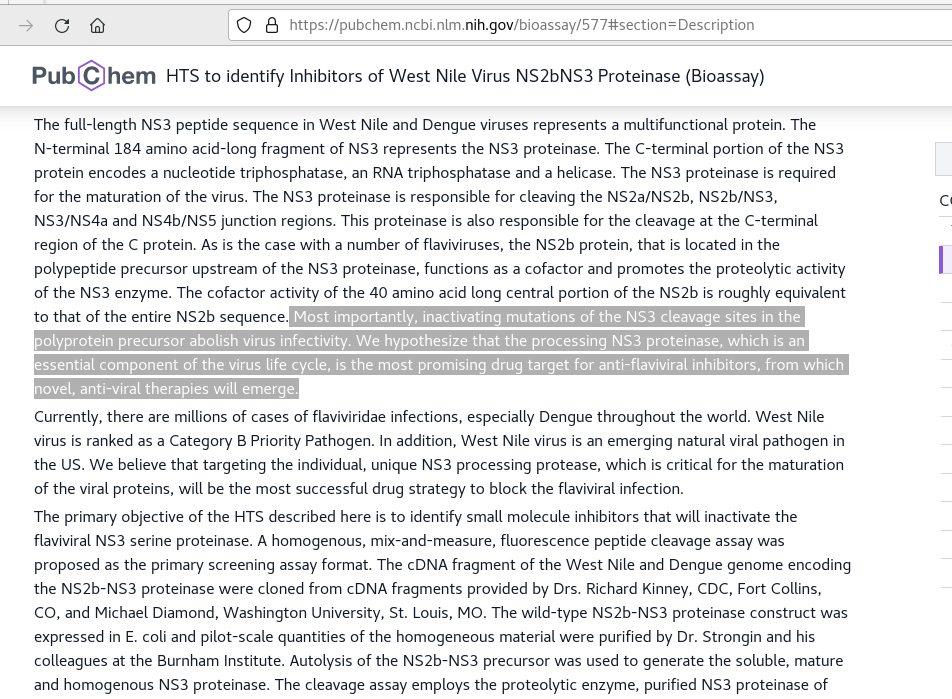 https://pubchem.ncbi.nlm.nih.gov/bioassay/577#section=Description
PubChem HTS to identify Inhibitors of West Nile Virus NS2bNS3 Proteinase (Bioassay)
The full-length NS3 peptide sequence in West Nile and Dengue viruses represents a multifunctional protein. The
N-terminal 184 amino acid-long fragment of NS3 represents the NS3 proteinase. The C-terminal portion of the NS3
protein encodes a nucleotide triphosphatase, an RNA triphosphatase and a helicase. The NS3 proteinase is required
for the maturation of the virus. The NS3 proteinase is responsible for cleaving the NS2a/NS2b, NS2b/NS3,
NS3/NS4a and NS4b/NS5 junction regions. This proteinase is also responsible for the cleavage at the C-terminal
region of the C protein. As is the case with a number of flaviviruses, the NS2b protein, that is located in the
polypeptide precursor upstream of the NS3 proteinase, functions as a cofactor and promotes the proteolytic activity
of the NS3 enzyme. The cofactor activity of the 40 amino acid long central portion of the NS2b is roughly equivalent
to that of the entire NS2b sequence. Most importantly, inactivating mutations of the NS3 cleavage sites in the
polyprotein precursor abolish virus infectivity. We hypothesize that the processing NS3 proteinase, which is an
essential component of the virus life cycle, is the most promising drug target for anti-flaviviral inhibitors, from which
novel, anti-viral therapies will emerge.
Currently, there are millions of cases of flaviviridae infections, especially Dengue throughout the world. West Nile
virus is ranked as a Category B Priority Pathogen. In addition, West Nile virus is an emerging natural viral pathogen in
the US. We believe that targeting the individual, unique NS3 processing protease, which is critical for the maturation
of the viral proteins, will be the most successful drug strategy to block the flaviviral infection.
The primary objective of the HTS described here is to identify small molecule inhibitors that will inactivate the
flaviviral NS3 serine proteinase. A homogenous, mix-and-measure, fluorescence peptide cleavage assay was
proposed as the primary screening assay format. The cDNA fragment of the West Nile and Dengue genome encoding
the NS2b-NS3 proteinase were cloned from cDNA fragments provided by Drs. Richard Kinney, CDC, Fort Collins,
CO, and Michael Diamond, Washington University, St. Louis, MO. The wild-type NS2b-NS3 proteinase construct was
expressed in E. coli and pilot-scale quantities of the homogeneous material were purified by Dr. Strongin and his
colleagues at the Burnham Institute. Autolysis of the NS2b-NS3 precursor was used to generate the soluble, mature
and homogenous NS3 proteinase. The cleavage assay employs the proteolytic enzyme, purified NS3 proteinase of